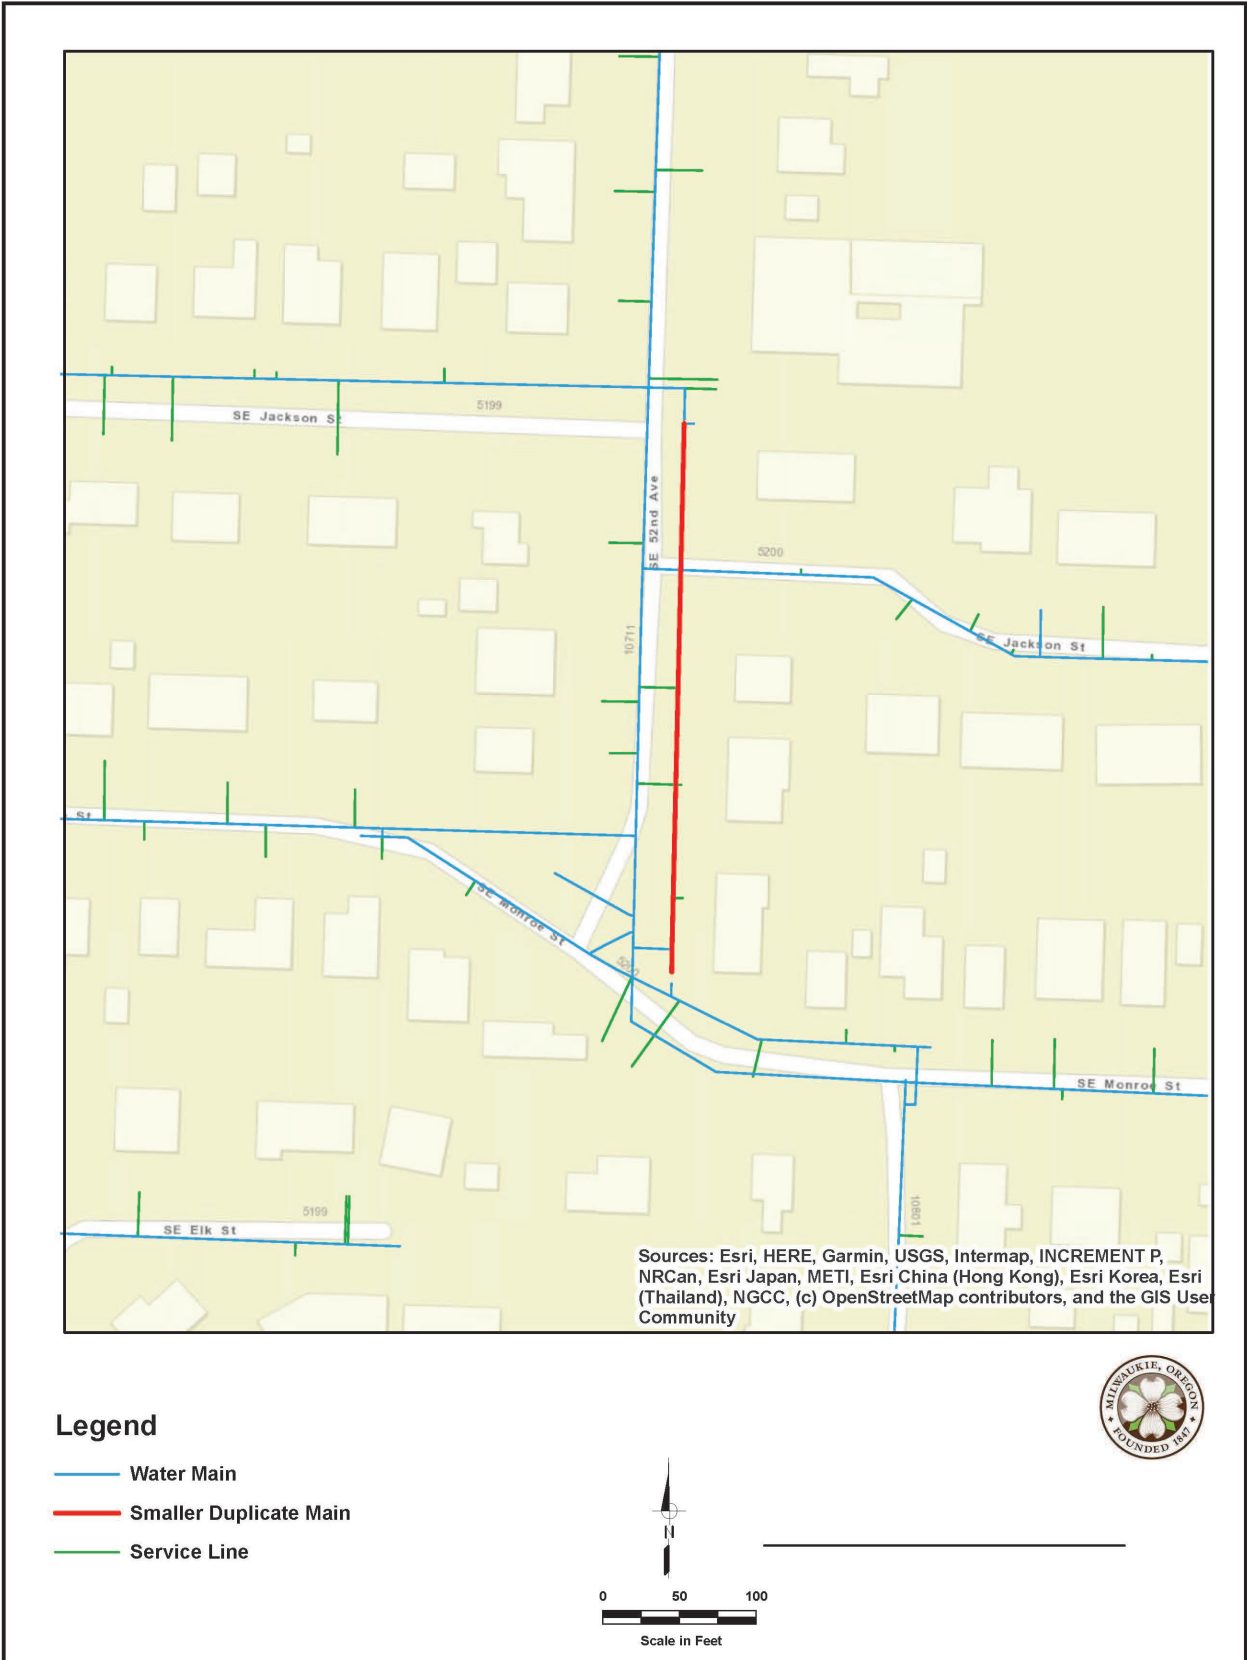 5199
SE Jackson St
SE 52nd Ave
5200
10711
SE Jackson St
St
SE Monroe St
5200
SE Monroe St
10801
5199
SE Elk St
Sources: Esri, HERE, Garmin, USGS, Intermap, INCREMENT P,
NRCan, Esri Japan, METI, Esri China (Hong Kong), Esri Korea, Esri
(Thailand), NGCC, (c) OpenStreetMap contributors, and the GIS User
Community
MILWAUKIE, OREGON
FOUNDED 1847
Legend
Water Main
Smaller Duplicate Main
Service Line
N
0 50 100
Scale in Feet